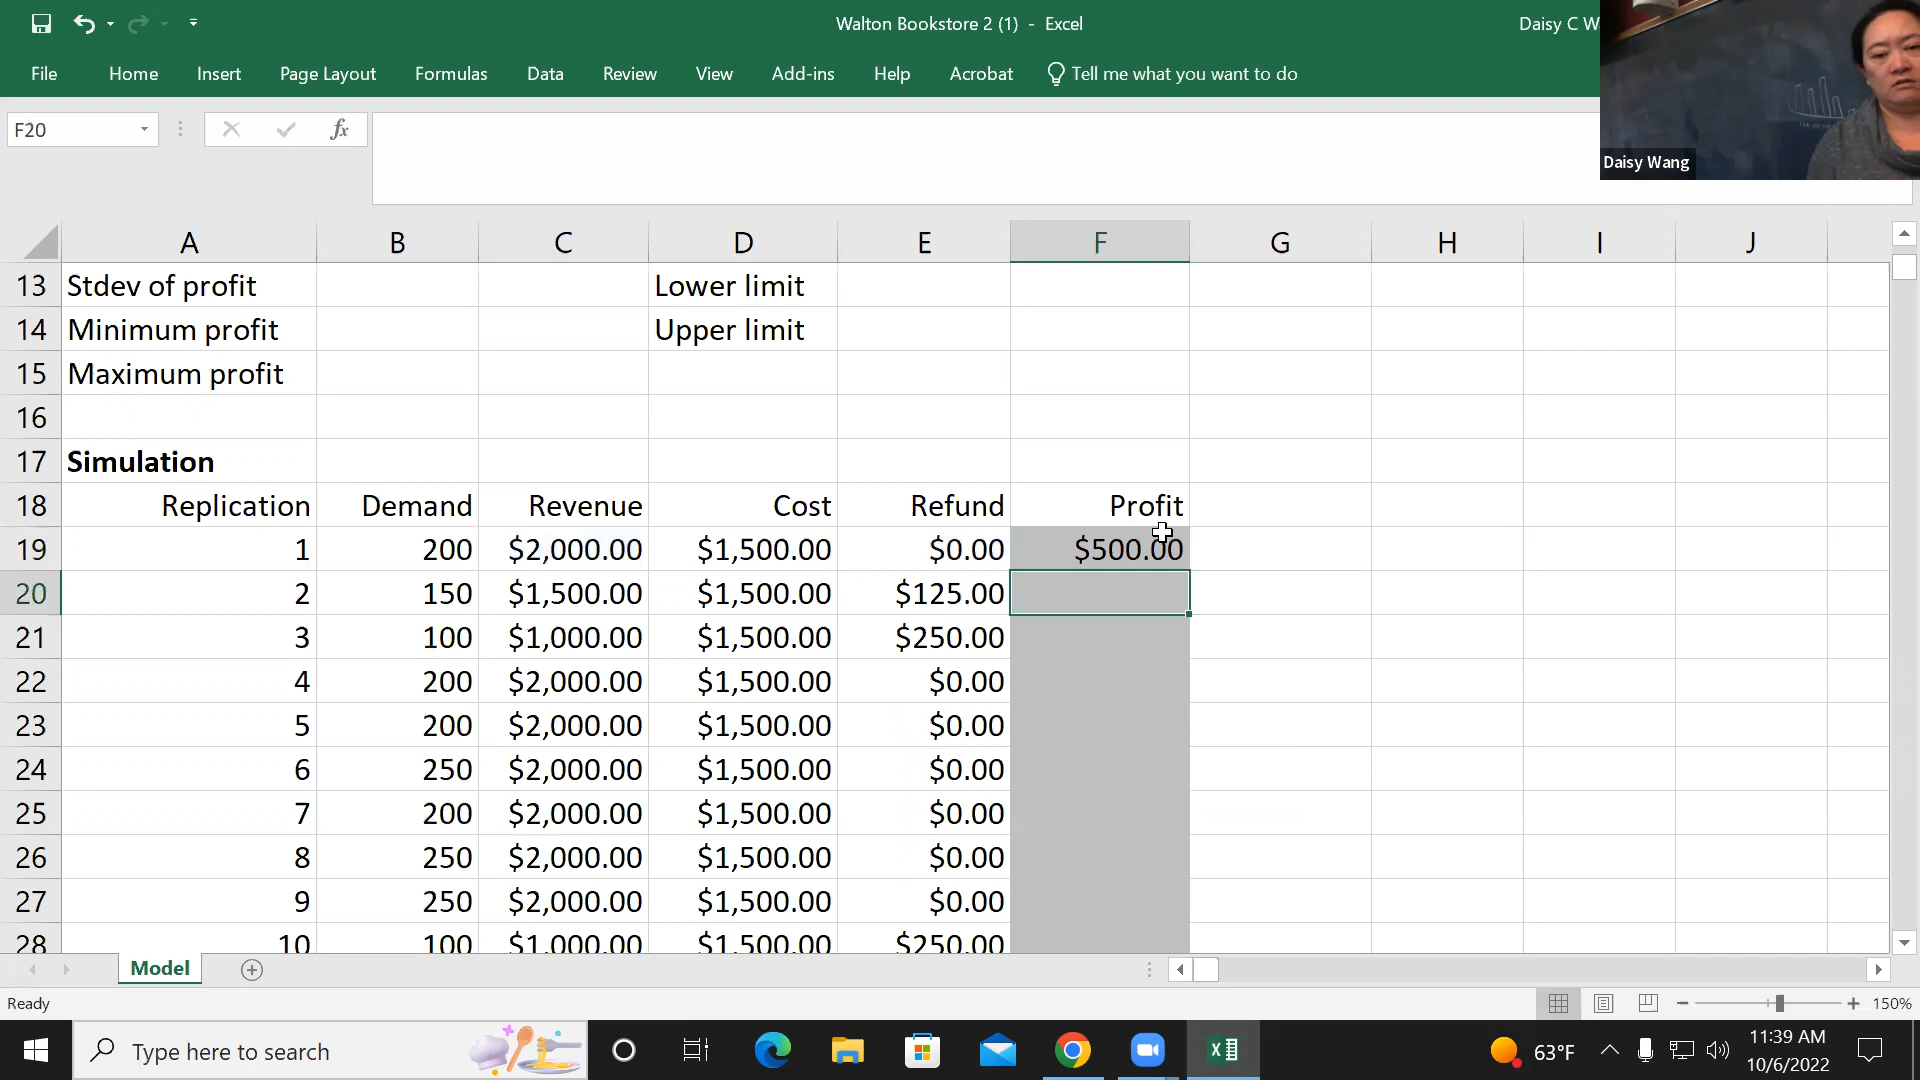 Walton Bookstore 2 (1) - Excel
Daisy C W
File Home Insert Page Layout Formulas Data Review View Add-ins Help Acrobat Tell me what you want to do
Daisy Wang
F20 fx
A B C D E F G H I J
13 Stdev of profit Lower limit
14 Minimum profit Upper limit
15 Maximum profit
16
17 Simulation
18 Replication Demand Revenue Cost Refund Profit
19 1 200 $2,000.00 $1,500.00 $0.00 $500.00
20 2 150 $1,500.00 $1,500.00 $125.00
21 3 100 $1,000.00 $1,500.00 $250.00
22 4 200 $2,000.00 $1,500.00 $0.00
23 5 200 $2,000.00 $1,500.00 $0.00
24 6 250 $2,000.00 $1,500.00 $0.00
25 7 200 $2,000.00 $1,500.00 $0.00
26 8 250 $2,000.00 $1,500.00 $0.00
27 9 250 $2,000.00 $1,500.00 $0.00
28 10 100 $1,000.00 $1,500.00 $250.00
Model
Ready 150%
Type here to search 63°F 11:39 AM
10/6/2022